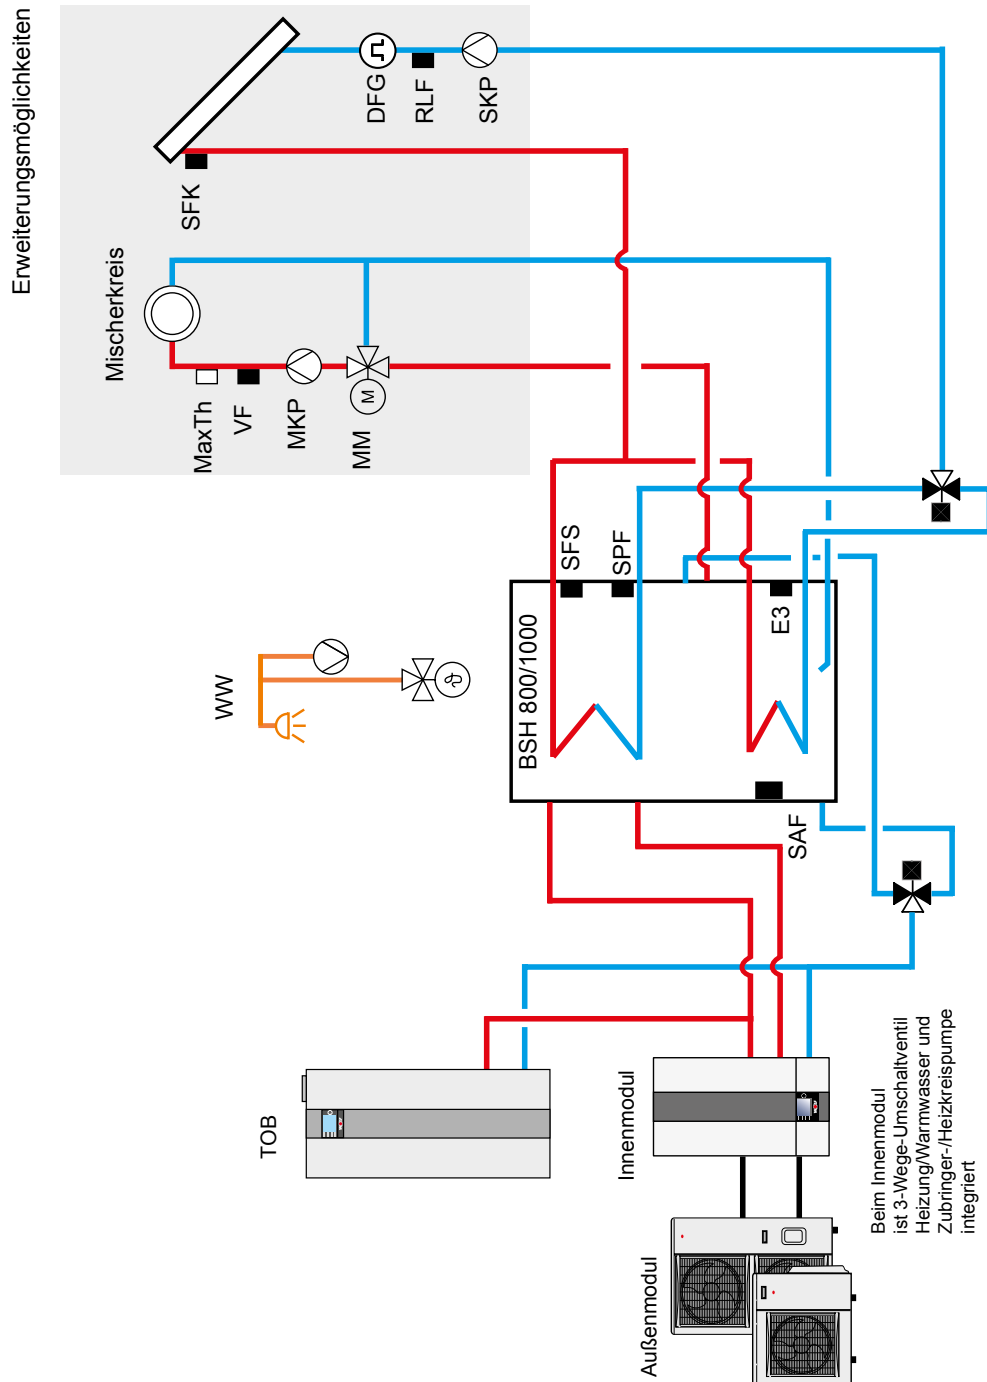 Erweiterungsmöglichkeiten
SFK
DFG
RLF
SKP
Mischerkreis
MaxTh
VF
MKP
MM
M
WW
BSH 800/1000
SFS
SPF
E3
SAF
TOB
Innenmodul
Außenmodul
Beim Innenmodul
ist 3-Wege-Umschaltventil
Heizung/Warmwasser und
Zubringer-/Heizkreispumpe
integriert